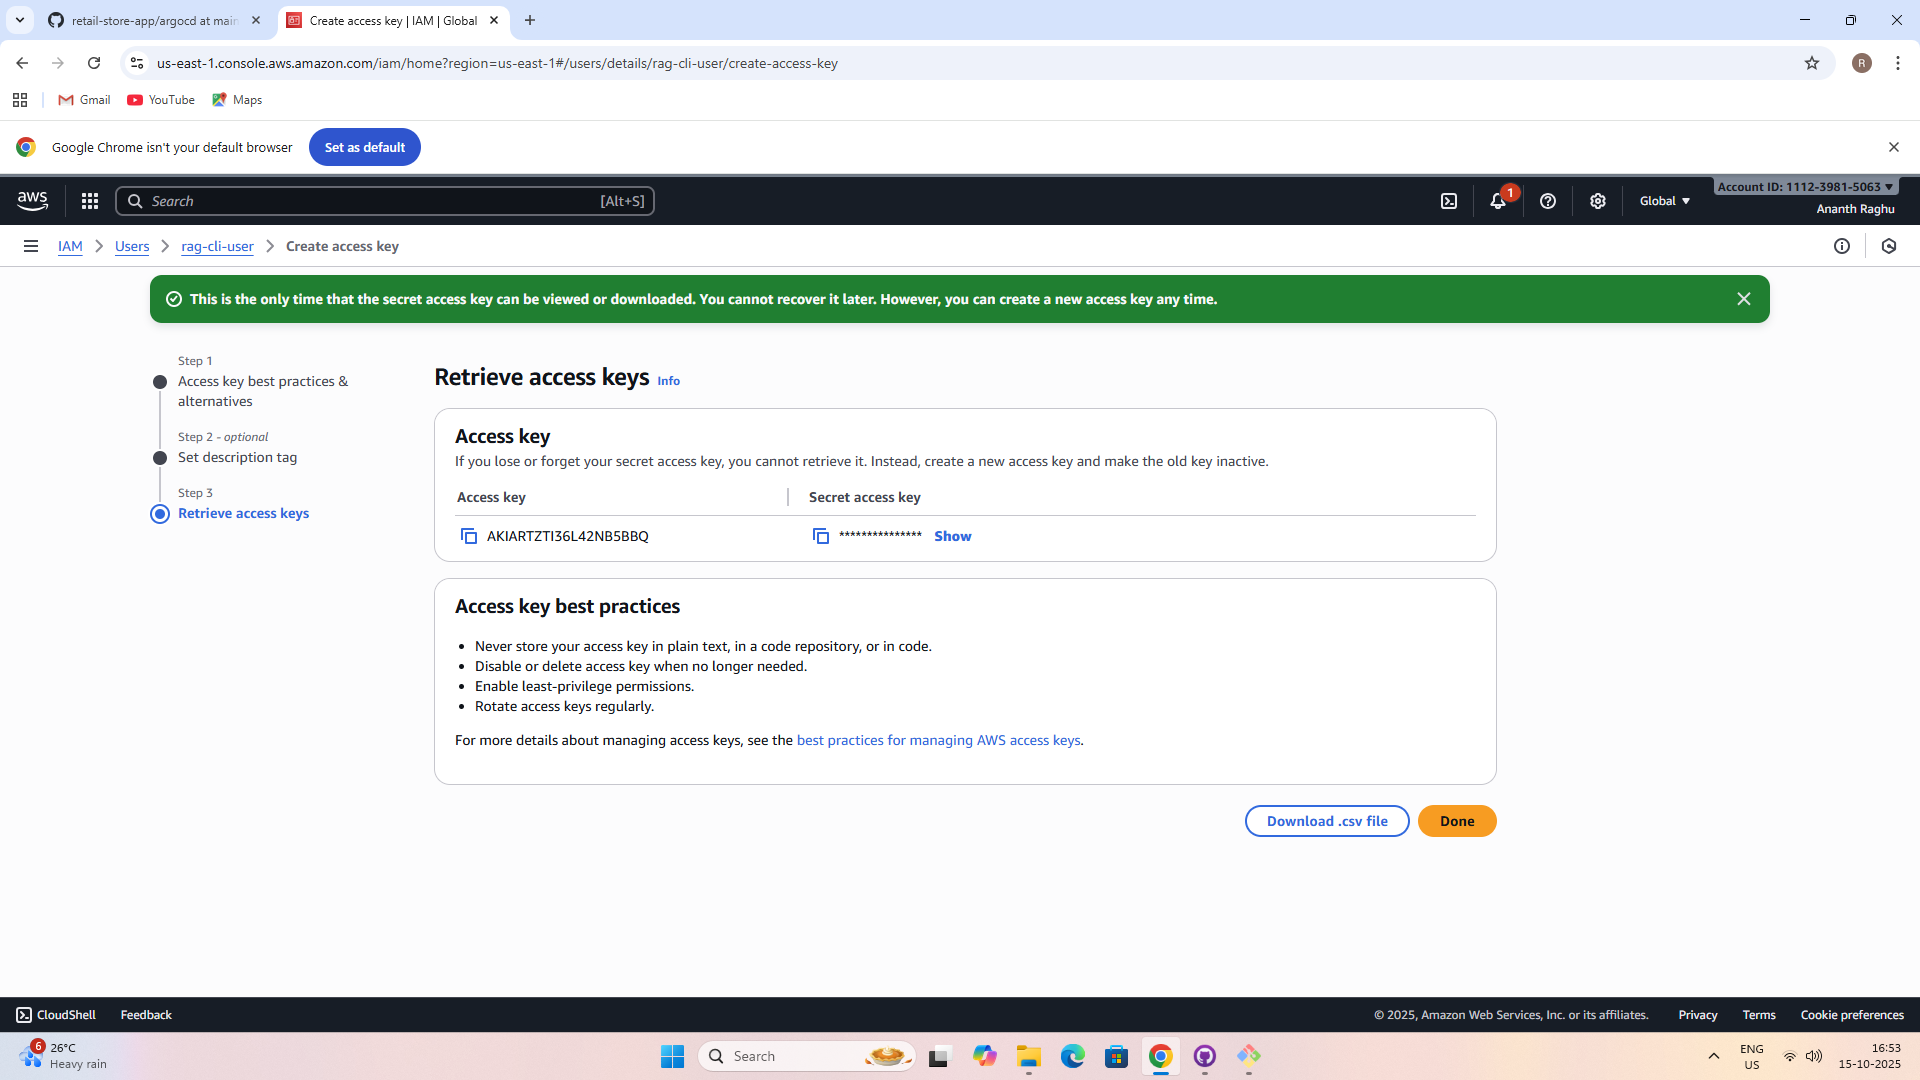 retail-store-app/argocd at main
Create access key | IAM | Global
us-east-1.console.aws.amazon.com/iam/home?region=us-east-1#/users/details/rag-cli-user/create-access-key
R
Gmail
YouTube
Maps
Google Chrome isn't your default browser
Set as default
aws
Search
[Alt+S]
1
Global
Account ID: 1112-3981-5063
Ananth Raghu
IAM
Users
rag-cli-user
Create access key
This is the only time that the secret access key can be viewed or downloaded. You cannot recover it later. However, you can create a new access key any time.
Step 1
Access key best practices &
alternatives
Step 2 - optional
Set description tag
Step 3
Retrieve access keys
Retrieve access keys Info
Access key
If you lose or forget your secret access key, you cannot retrieve it. Instead, create a new access key and make the old key inactive.
Access key
Secret access key
AKIARTZTI36L42NB5BBQ
*************** Show
Access key best practices
• Never store your access key in plain text, in a code repository, or in code.
• Disable or delete access key when no longer needed.
• Enable least-privilege permissions.
• Rotate access keys regularly.
For more details about managing access keys, see the best practices for managing AWS access keys.
Download .csv file
Done
CloudShell
Feedback
© 2025, Amazon Web Services, Inc. or its affiliates.
Privacy
Terms
Cookie preferences
6
26°C
Heavy rain
Search
ENG
US
16:53
15-10-2025